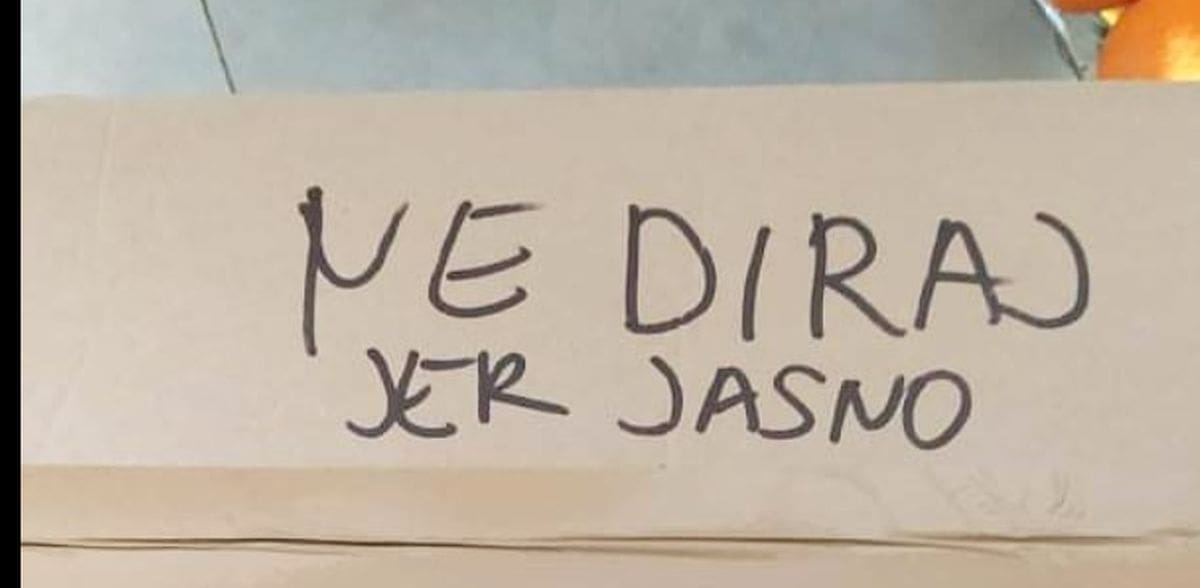 NE DIRAJ
JER JASNO